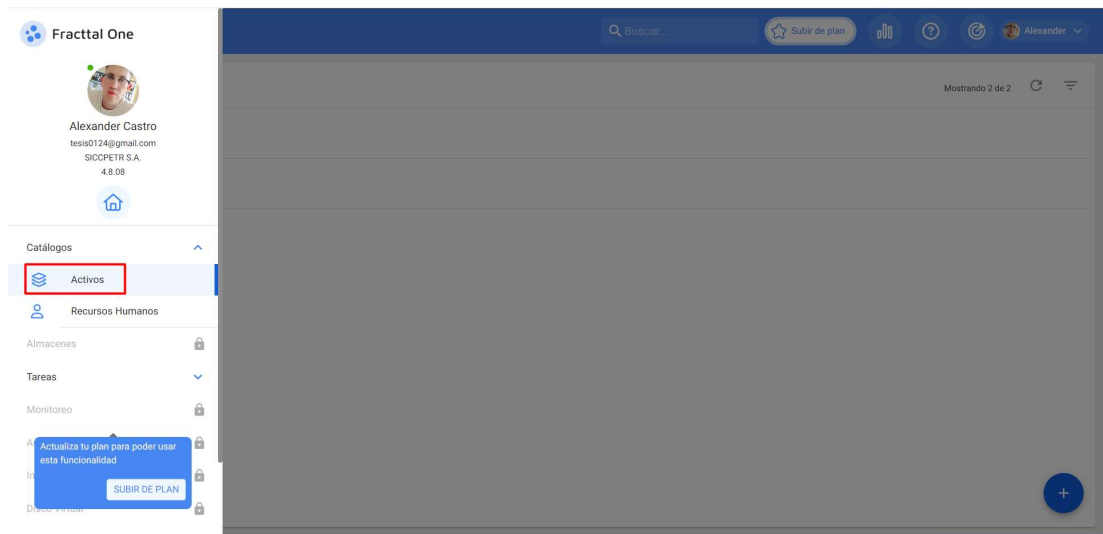 Fracttal One
Buscar...
Subir de plan
Alexander
Alexander Castro
tesis0124@gmail.com
SICCPETR S.A.
4.8.08
Mostrando 2 de 2
Catálogos
Activos
Recursos Humanos
Almacenes
Tareas
Monitoreo
Actualiza tu plan para poder usar
esta funcionalidad
SUBIR DE PLAN
Disco Virtual